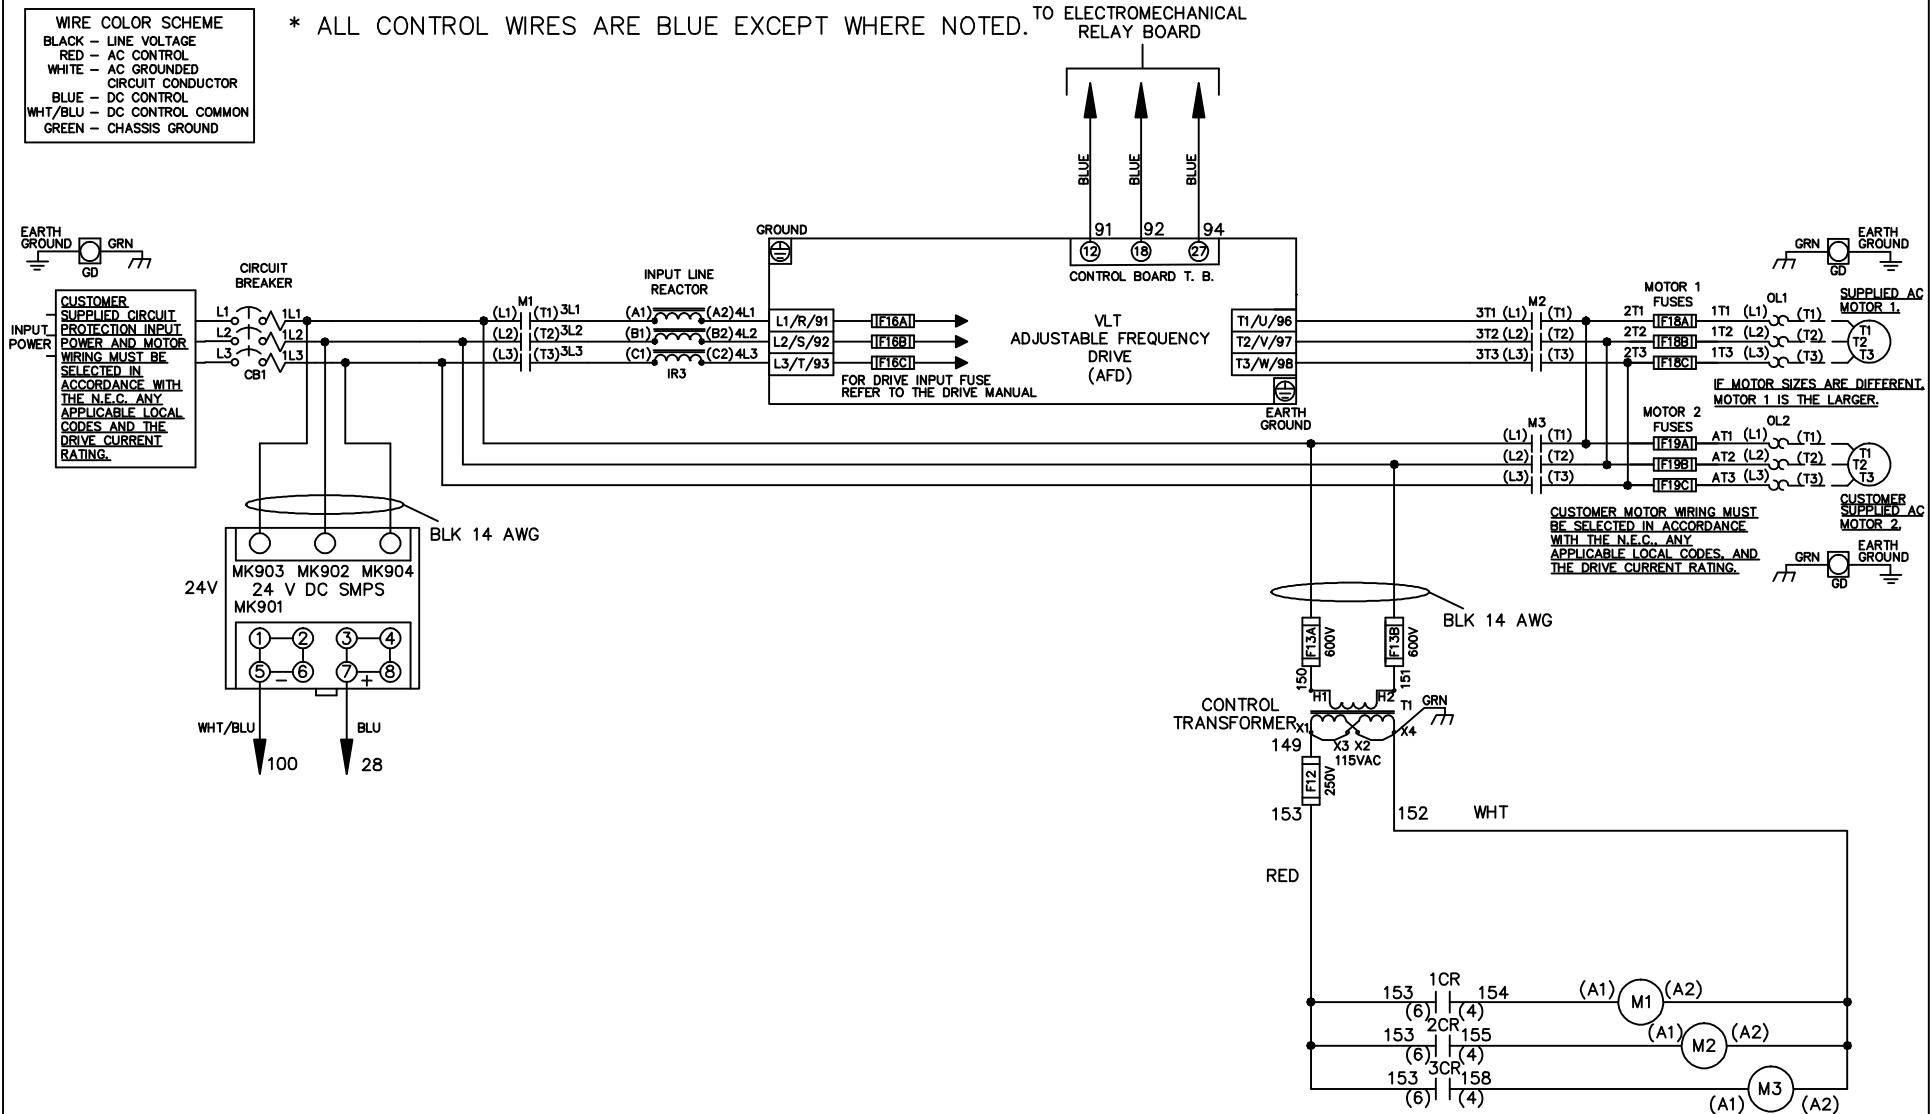 WIRE COLOR SCHEME
BLACK – LINE VOLTAGE
RED – AC CONTROL
WHITE – AC GROUNDED
CIRCUIT CONDUCTOR
BLUE – DC CONTROL
WHT/BLU – DC CONTROL COMMON
GREEN – CHASSIS GROUND
* ALL CONTROL WIRES ARE BLUE EXCEPT WHERE NOTED.
TO ELECTROMECHANICAL
RELAY BOARD
BLUE
BLUE
BLUE
91
92
94
12
18
27
CONTROL BOARD T. B.
EARTH
GROUND
GRN
GD
INPUT
POWER
CUSTOMER
SUPPLIED CIRCUIT
PROTECTION INPUT
POWER AND MOTOR
WIRING MUST BE
SELECTED IN
ACCORDANCE WITH
THE N.E.C. ANY
APPLICABLE LOCAL
CODES AND THE
DRIVE CURRENT
RATING.
CIRCUIT
BREAKER
L1
L2
L3
1L1
1L2
1L3
CB1
M1
(L1) (T1) 3L1
(L2) (T2) 3L2
(L3) (T3) 3L3
INPUT LINE
REACTOR
(A1) (A2) 4L1
(B1) (B2) 4L2
(C1) (C2) 4L3
IR3
GROUND
L1/R/91
L2/S/92
L3/T/93
F16A
F16B
F16C
FOR DRIVE INPUT FUSE
REFER TO THE DRIVE MANUAL
VLT
ADJUSTABLE FREQUENCY
DRIVE
(AFD)
T1/U/96
T2/V/97
T3/W/98
EARTH
GROUND
M2
3T1 (L1) (T1)
3T2 (L2) (T2)
3T3 (L3) (T3)
MOTOR 1
FUSES
2T1 F18A 1T1 (L1) (T1)
2T2 F18B 1T2 (L2) (T2)
2T3 F18C 1T3 (L3) (T3)
OL1
GRN
GD
EARTH
GROUND
SUPPLIED AC
MOTOR 1.
T1
T2
T3
IF MOTOR SIZES ARE DIFFERENT,
MOTOR 1 IS THE LARGER.
M3
(L1) (T1)
(L2) (T2)
(L3) (T3)
MOTOR 2
FUSES
F19A AT1 (L1) (T1)
F19B AT2 (L2) (T2)
F19C AT3 (L3) (T3)
OL2
T1
T2
T3
CUSTOMER
SUPPLIED AC
MOTOR 2.
CUSTOMER MOTOR WIRING MUST
BE SELECTED IN ACCORDANCE
WITH THE N.E.C., ANY
APPLICABLE LOCAL CODES, AND
THE DRIVE CURRENT RATING.
GRN
GD
EARTH
GROUND
BLK 14 AWG
MK903 MK902 MK904
24V
24 V DC SMPS
MK901
1 2 3 4
5 6 7 8
– +
WHT/BLU
BLU
100
28
BLK 14 AWG
F13A
600V
F13B
600V
150
151
H1
H2
T1
GRN
CONTROL
TRANSFORMER
X1
X3 X2
X4
115VAC
149
F12
250V
153
152
WHT
RED
1CR
153 154
(6) (4)
(A1) M1 (A2)
2CR
153 155
(6) (4)
(A1) M2 (A2)
3CR
153 158
(6) (4)
(A1) M3 (A2)